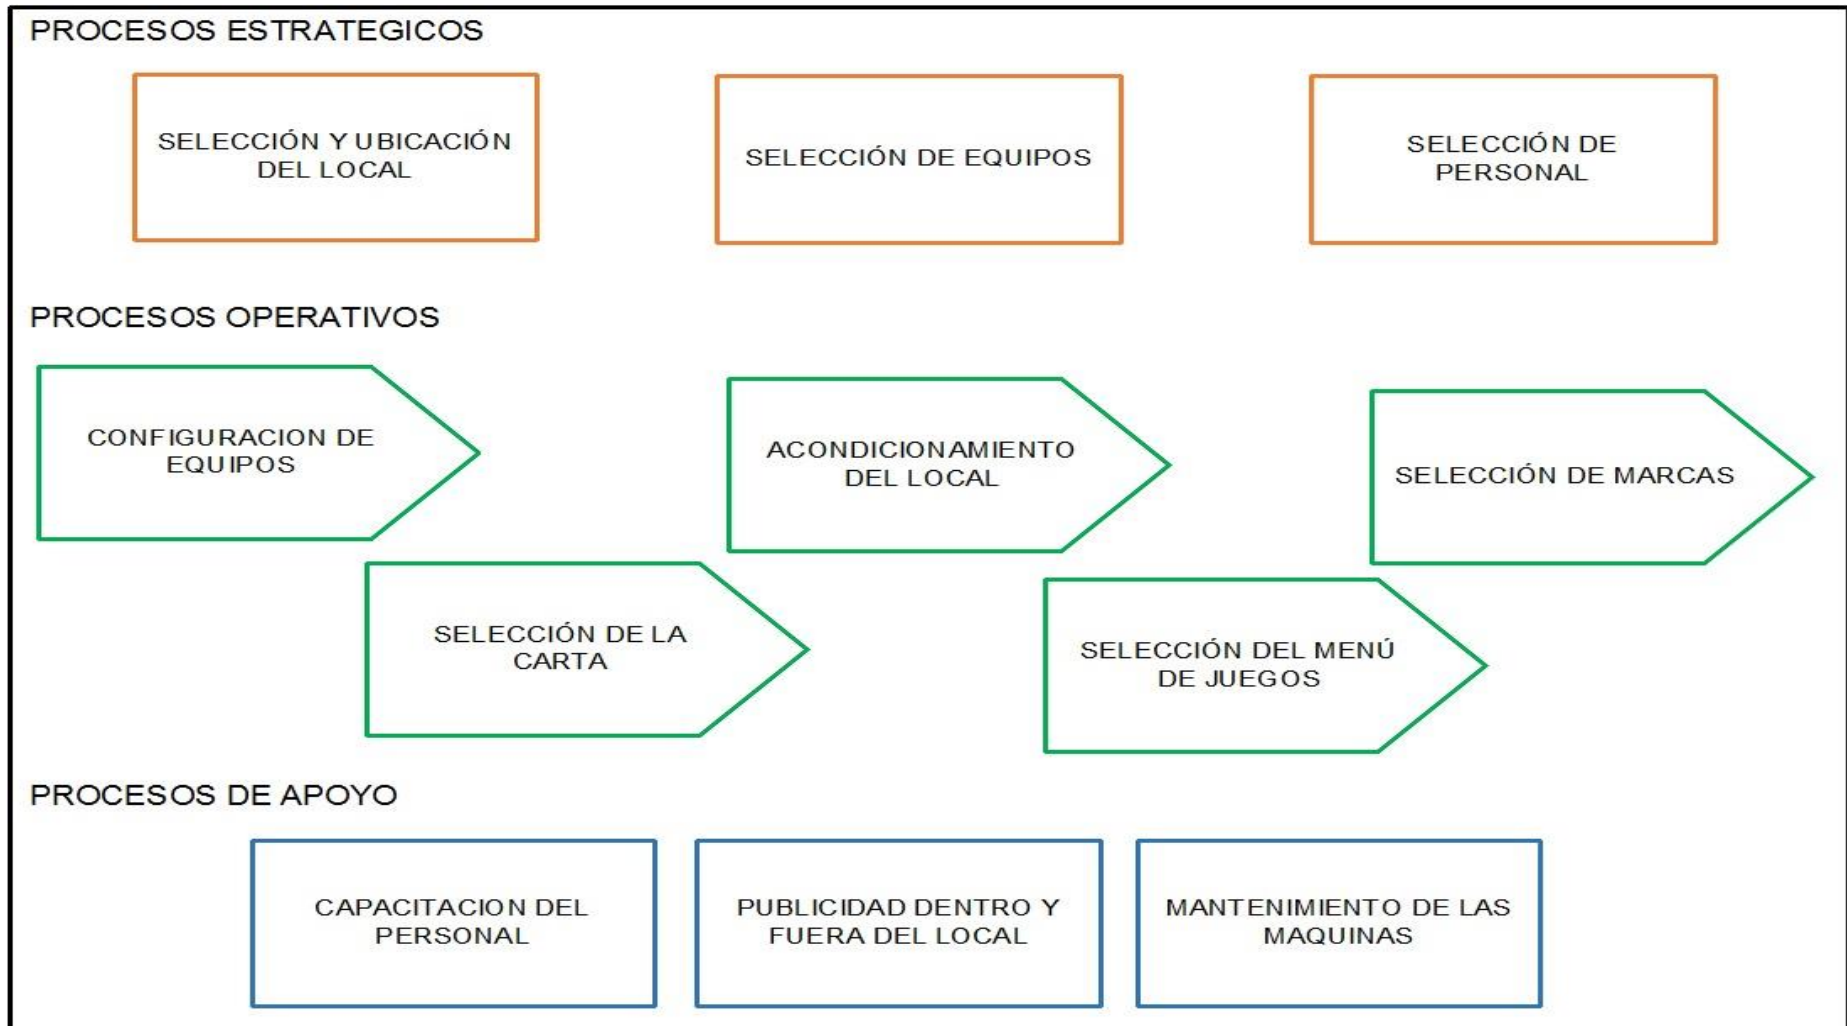 PROCESOS ESTRATEGICOS
SELECCIÓN Y UBICACIÓN
DEL LOCAL
SELECCIÓN DE EQUIPOS
SELECCIÓN DE
PERSONAL
PROCESOS OPERATIVOS
CONFIGURACION DE
EQUIPOS
ACONDICIONAMIENTO
DEL LOCAL
SELECCIÓN DE MARCAS
SELECCIÓN DE LA
CARTA
SELECCIÓN DEL MENÚ
DE JUEGOS
PROCESOS DE APOYO
CAPACITACION DEL
PERSONAL
PUBLICIDAD DENTRO Y
FUERA DEL LOCAL
MANTENIMIENTO DE LAS
MAQUINAS